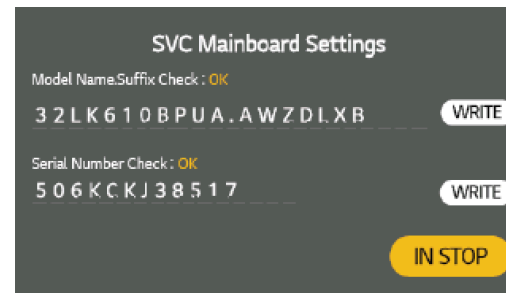 SVC Mainboard Settings
Model Name.Suffix Check : OK
32LK610BPUA.AWZDLXB WRITE
Serial Number Check : OK
506KCKJ38517 WRITE
IN STOP